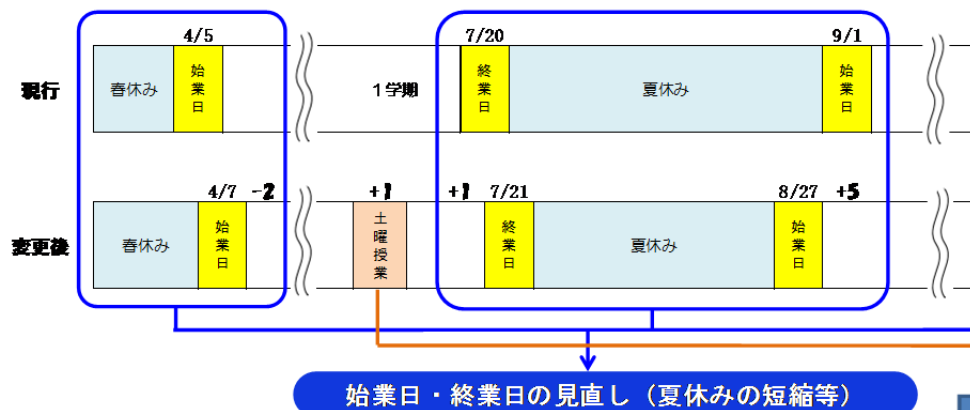 4/5
7/20
9/1
現行
春休み
始業日
1学期
終業日
夏休み
始業日
4/7 -2
+1
+1 7/21
8/27 +5
変更後
春休み
始業日
土曜授業
終業日
夏休み
始業日
始業日・終業日の見直し（夏休みの短縮等）